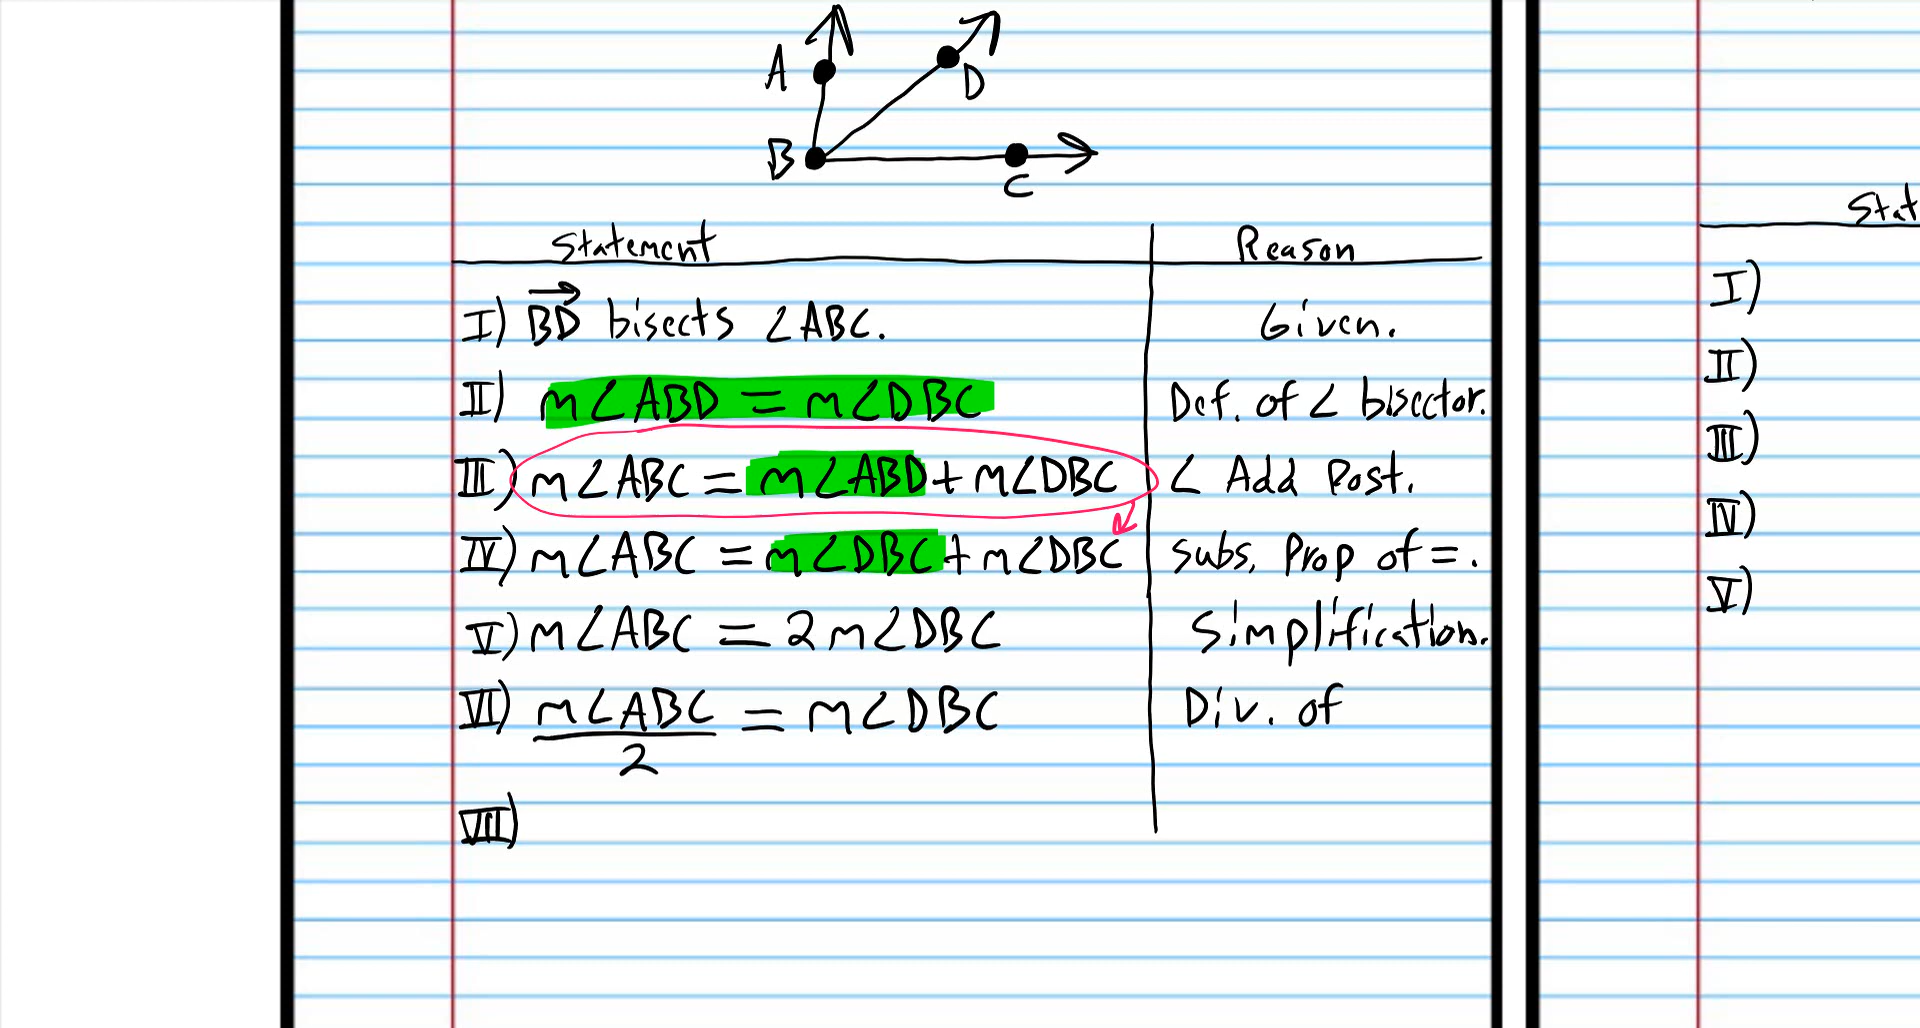 A
D
B
C
Statement Reason
I) BD bisects ∠ABC. Given.
II) m∠ABD = m∠DBC Def. of ∠ bisector.
III) m∠ABC = m∠ABD + m∠DBC ∠ Add Post.
IV) m∠ABC = m∠DBC + m∠DBC Subs. Prop of =.
V) m∠ABC = 2m∠DBC Simplification.
VI) m∠ABC = m∠DBC Div. of
2
VII)
Stat
I)
II)
III)
IV)
V)